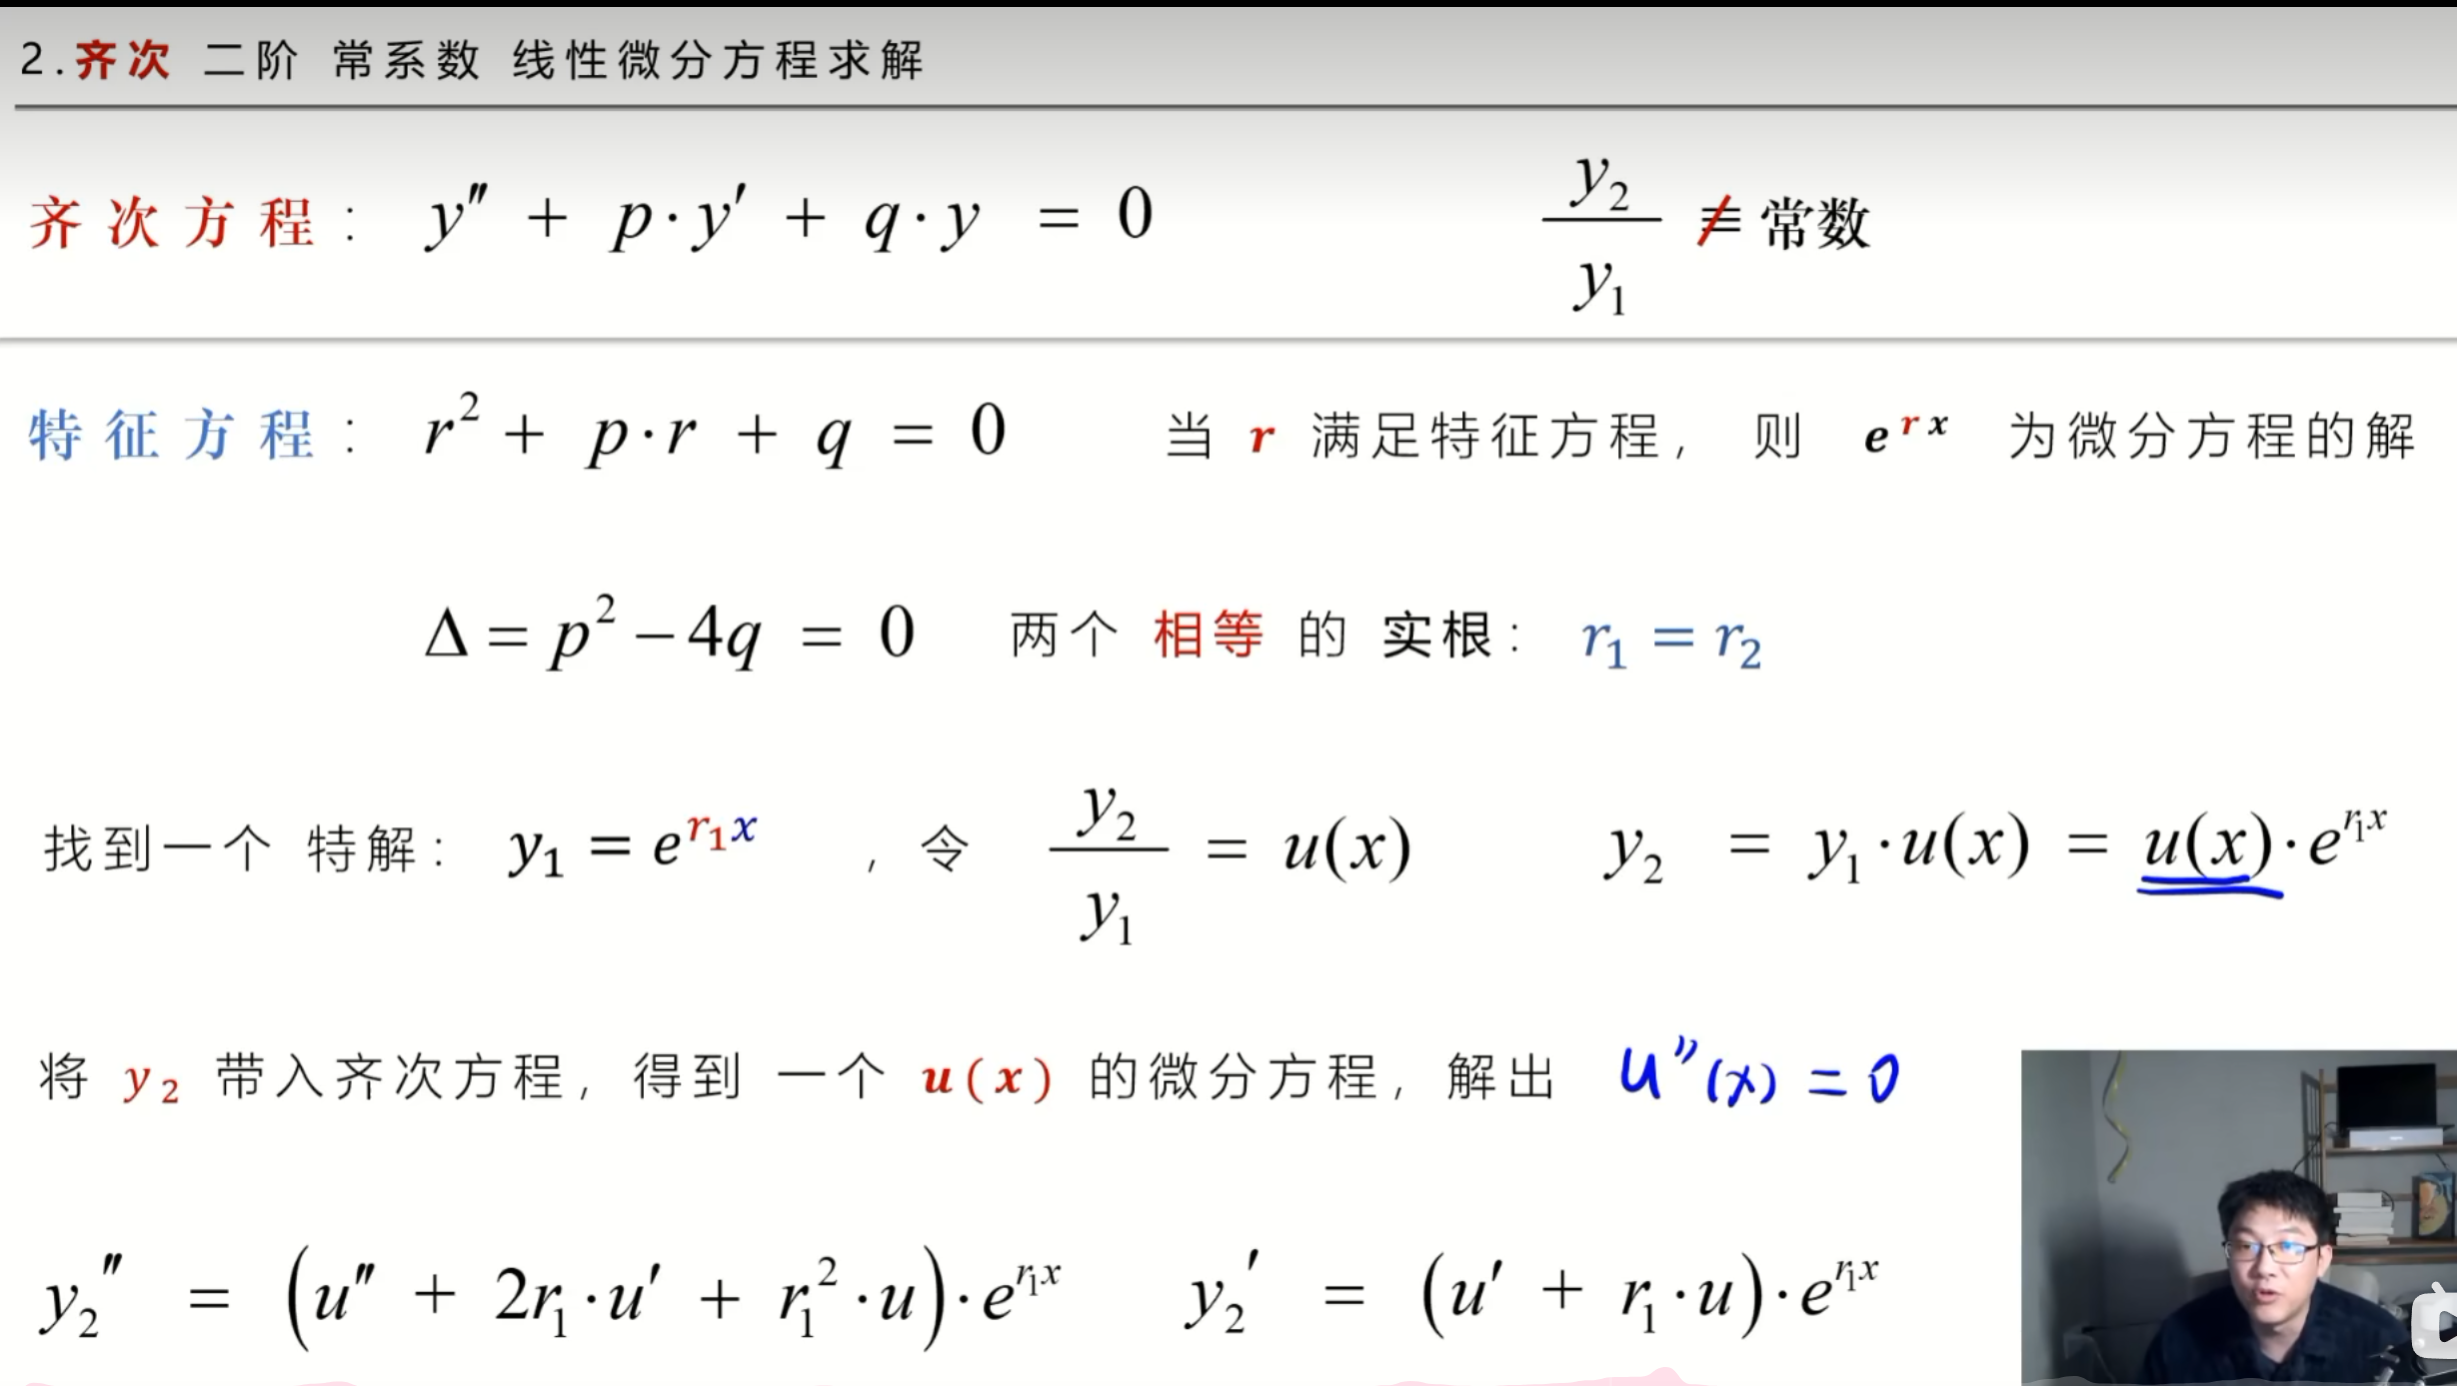 2.齐次 二阶 常系数 线性微分方程求解
齐次方程: y″ + p·y′ + q·y = 0 y₂/y₁ ≢ 常数
特征方程: r² + p·r + q = 0 当 r 满足特征方程, 则 e^{rx} 为微分方程的解
Δ = p² − 4q = 0 两个 相等 的 实根: r₁ = r₂
找到一个 特解: y₁ = e^{r₁x} , 令 y₂/y₁ = u(x) y₂ = y₁·u(x) = u(x)·e^{r₁x}
将 y₂ 带入齐次方程, 得到 一个 u(x) 的微分方程, 解出 u″(x) = 0
y₂″ = (u″ + 2r₁·u′ + r₁²·u)·e^{r₁x} y₂′ = (u′ + r₁·u)·e^{r₁x}